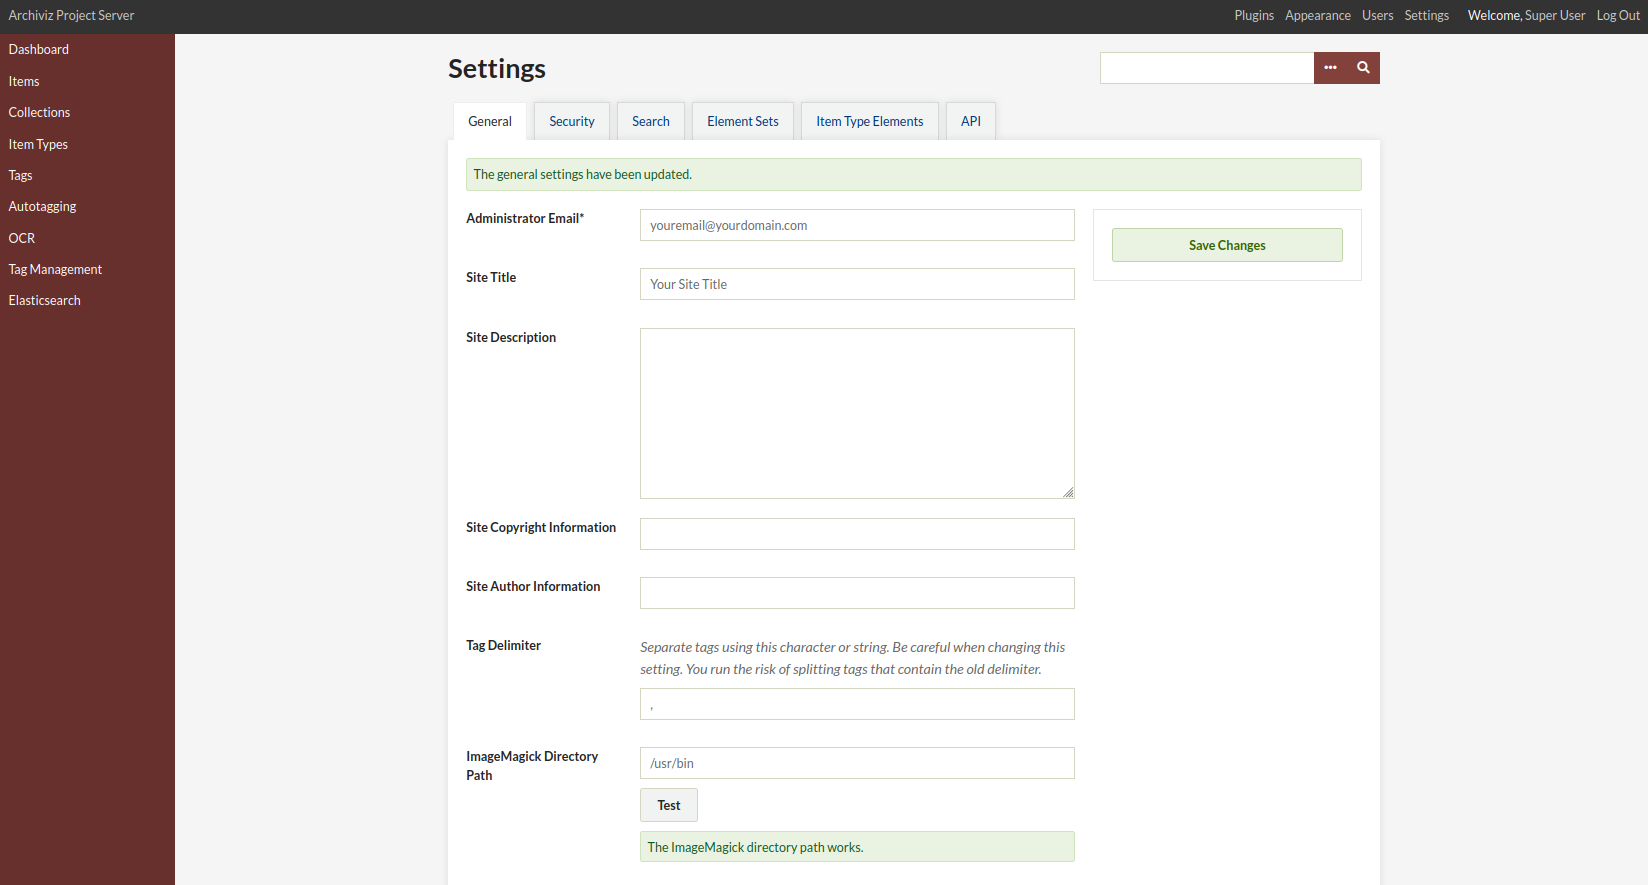 Archiviz Project Server
Plugins Appearance Users Settings Welcome, Super User Log Out
Dashboard
Items
Collections
Item Types
Tags
Autotagging
OCR
Tag Management
Elasticsearch
Settings
General Security Search Element Sets Item Type Elements API
The general settings have been updated.
Administrator Email*
youremail@yourdomain.com
Save Changes
Site Title
Your Site Title
Site Description
Site Copyright Information
Site Author Information
Tag Delimiter
Separate tags using this character or string. Be careful when changing this
setting. You run the risk of splitting tags that contain the old delimiter.
,
ImageMagick Directory
Path
/usr/bin
Test
The ImageMagick directory path works.